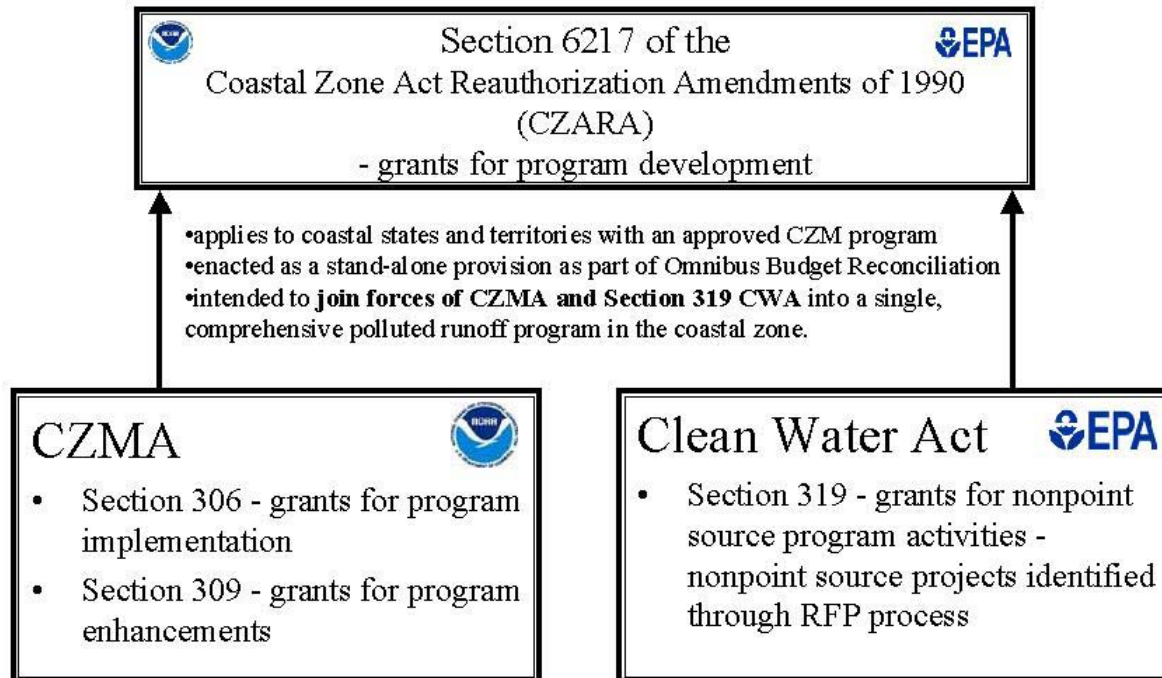 Section 6217 of the
EPA
Coastal Zone Act Reauthorization Amendments of 1990
(CZARA)
- grants for program development
•applies to coastal states and territories with an approved CZM program
•enacted as a stand-alone provision as part of Omnibus Budget Reconciliation
•intended to join forces of CZMA and Section 319 CWA into a single,
comprehensive polluted runoff program in the coastal zone.
CZMA
NOAA
• Section 306 - grants for program
implementation
• Section 309 - grants for program
enhancements
Clean Water Act
EPA
• Section 319 - grants for nonpoint
source program activities -
nonpoint source projects identified
through RFP process